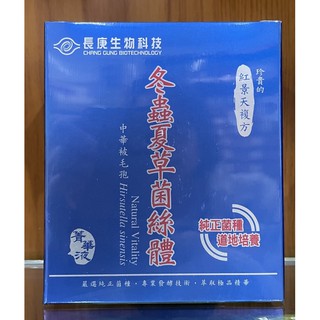 長庚生物科技
CHANG GUNG BIOTECHNOLOGY
珍貴的
紅景天複方
冬蟲夏草菌絲體
Natural Vitality
中華被毛孢 Hirsutella sinensis
純正菌種
道地培養
菁華液
嚴選純正菌種・專業發酵技術・萃取極品精華